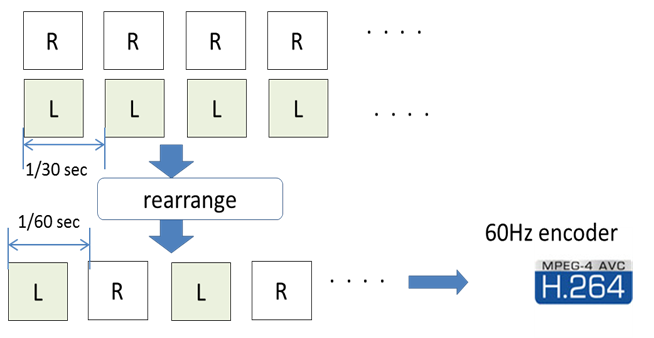 R R R R . . . .
L L L L . . . .
1/30 sec
rearrange
1/60 sec
60Hz encoder
MPEG-4 AVC
H.264
L R L R . . . .